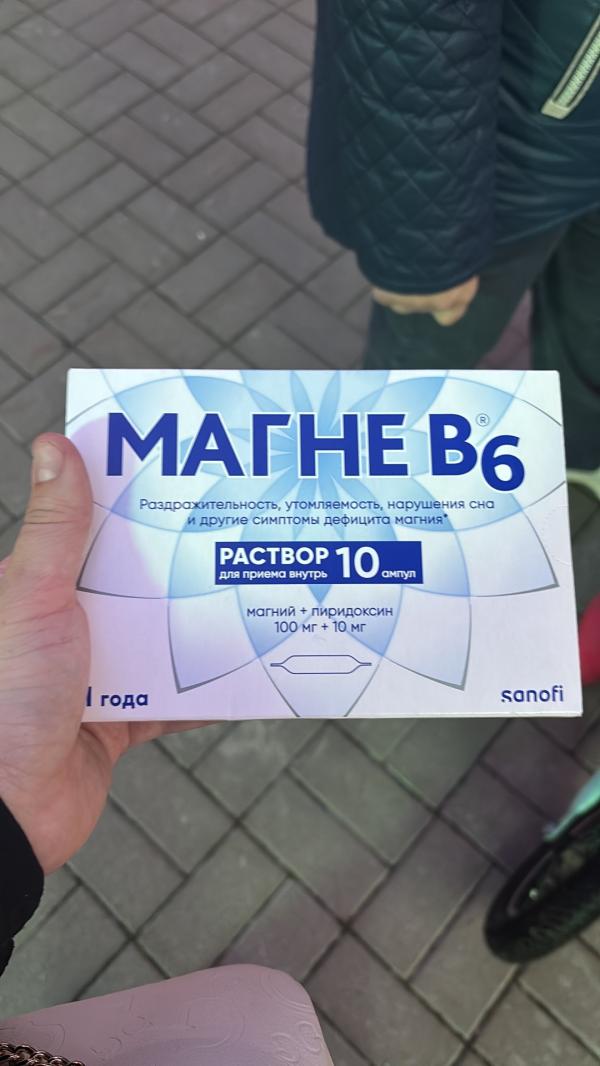 МАГНЕ B6®
Раздражительность, утомляемость, нарушения сна
и другие симптомы дефицита магния*
РАСТВОР 10
для приема внутрь ампул
магний + пиридоксин
100 мг + 10 мг
1 года
sanofi